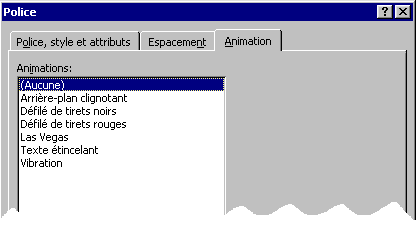 Police
Police, style et attributs Espacement Animation
Animations:
(Aucune)
Arrière-plan clignotant
Défilé de tirets noirs
Défilé de tirets rouges
Las Vegas
Texte étincelant
Vibration